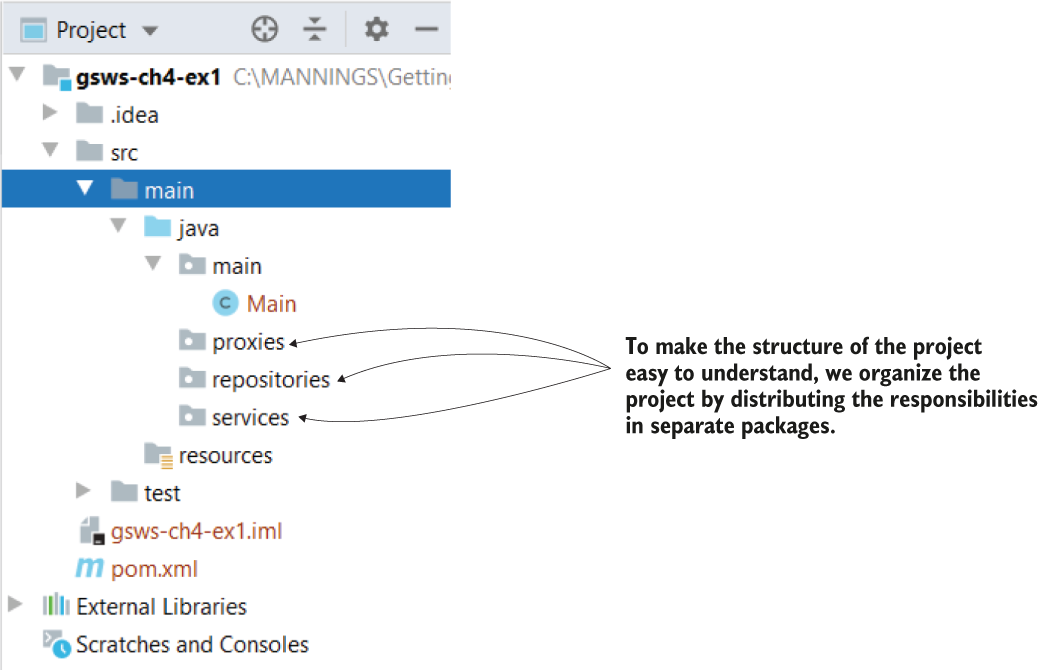 Project
gsws-ch4-ex1 C:\MANNINGS\Getting
.idea
src
main
java
main
C Main
proxies
repositories
services
resources
test
gsws-ch4-ex1.iml
m pom.xml
External Libraries
Scratches and Consoles
To make the structure of the project
easy to understand, we organize the
project by distributing the responsibilities
in separate packages.